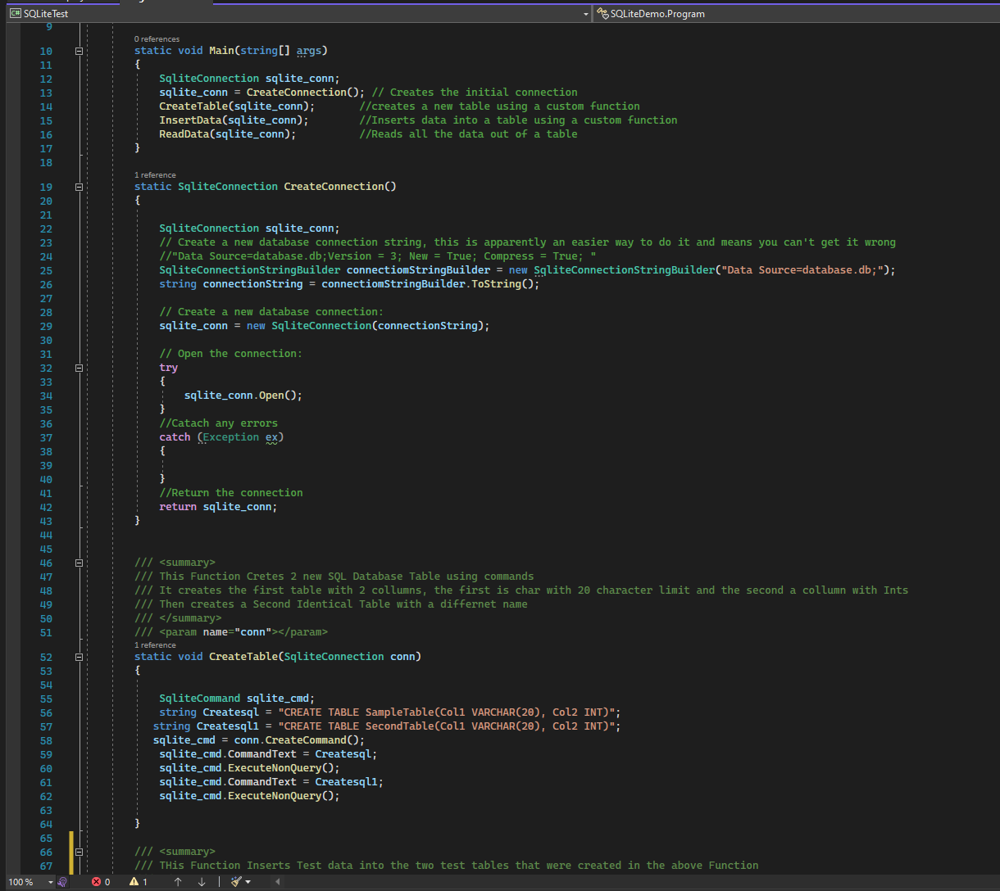 SQLiteTest SQLiteDemo.Program
9
0 references
10 static void Main(string[] args)
11 {
12 SqliteConnection sqlite_conn;
13 sqlite_conn = CreateConnection(); // Creates the initial connection
14 CreateTable(sqlite_conn); //creates a new table using a custom function
15 InsertData(sqlite_conn); //Inserts data into a table using a custom function
16 ReadData(sqlite_conn); //Reads all the data out of a table
17 }
18
1 reference
19 static SqliteConnection CreateConnection()
20 {
21
22 SqliteConnection sqlite_conn;
23 // Create a new database connection string, this is apparently an easier way to do it and means you can't get it wrong
24 //"Data Source=database.db;Version = 3; New = True; Compress = True; "
25 SqliteConnectionStringBuilder connectiomStringBuilder = new SqliteConnectionStringBuilder("Data Source=database.db;");
26 string connectionString = connectiomStringBuilder.ToString();
27
28 // Create a new database connection:
29 sqlite_conn = new SqliteConnection(connectionString);
30
31 // Open the connection:
32 try
33 {
34 sqlite_conn.Open();
35 }
36 //Catach any errors
37 catch (Exception ex)
38 {
39
40 }
41 //Return the connection
42 return sqlite_conn;
43 }
44
45
46 /// <summary>
47 /// This Function Cretes 2 new SQL Database Table using commands
48 /// It creates the first table with 2 collumns, the first is char with 20 character limit and the second a collumn with Ints
49 /// Then creates a Second Identical Table with a differnet name
50 /// </summary>
51 /// <param name="conn"></param>
1 reference
52 static void CreateTable(SqliteConnection conn)
53 {
54
55 SqliteCommand sqlite_cmd;
56 string Createsql = "CREATE TABLE SampleTable(Col1 VARCHAR(20), Col2 INT)";
57 string Createsql1 = "CREATE TABLE SecondTable(Col1 VARCHAR(20), Col2 INT)";
58 sqlite_cmd = conn.CreateCommand();
59 sqlite_cmd.CommandText = Createsql;
60 sqlite_cmd.ExecuteNonQuery();
61 sqlite_cmd.CommandText = Createsql1;
62 sqlite_cmd.ExecuteNonQuery();
63
64 }
65
66 /// <summary>
67 /// THis Function Inserts Test data into the two test tables that were created in the above Function
100 % 0 1